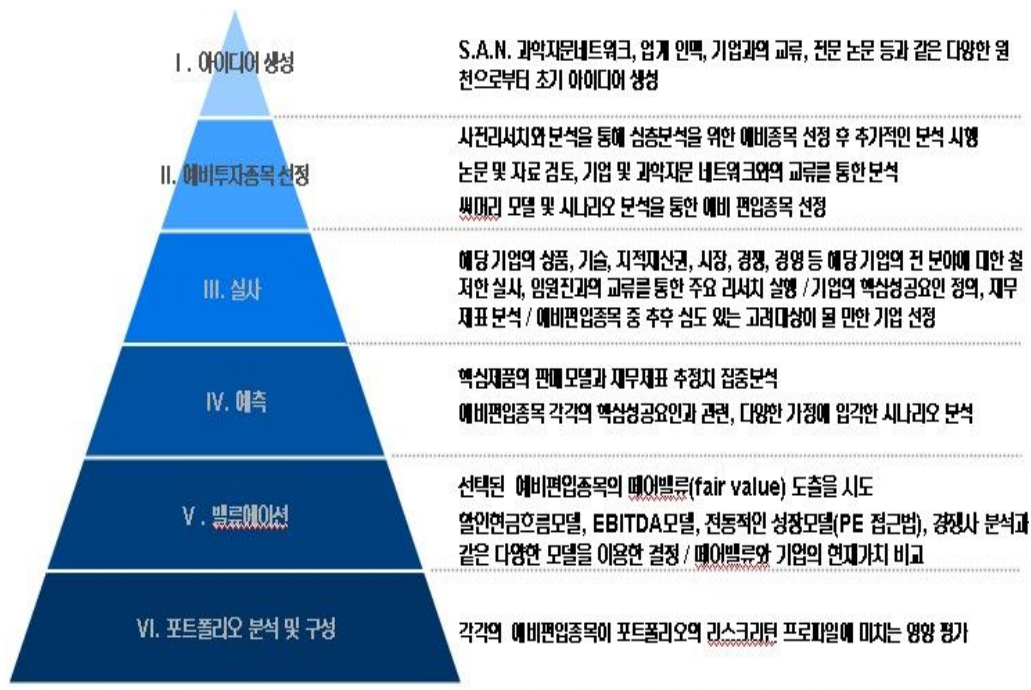 I . 아이디어 생성
S.A.N. 과학자문네트워크, 업계 인맥, 기업과의 교류, 전문 논문 등과 같은 다양한 원
천으로부터 초기 아이디어 생성
II. 예비투자종목 선정
사전리서치와 분석을 통해 심층분석을 위한 예비종목 선정 후 추가적인 분석 시행
논문 및 자료 검토, 기업 및 과학자문 네트워크와의 교류를 통한 분석
써머리 모델 및 시나리오 분석을 통한 예비 편입종목 선정
III. 실사
해당 기업의 상품, 기술, 지적재산권, 시장, 경쟁, 경영 등 해당 기업의 전 분야에 대한 철
저한 실사, 임원진과의 교류를 통한 주요 리서치 실행 / 기업의 핵심성공요인 정의, 재무
제표 분석 / 예비편입종목 중 추후 심도 있는 고려대상이 될 만한 기업 선정
IV. 예측
핵심제품의 판매모델과 재무제표 추정치 집중분석
예비편입종목 각각의 핵심성공요인과 관련, 다양한 가정에 입각한 시나리오 분석
V . 밸류에이션
선택된 예비편입종목의 페어밸류(fair value) 도출을 시도
할인현금흐름모델, EBITDA모델, 전통적인 성장모델(PE 접근법), 경쟁사 분석과
같은 다양한 모델을 이용한 결정 / 페어밸류와 기업의 현재가치 비교
VI. 포트폴리오 분석 및 구성
각각의 예비편입종목이 포트폴리오의 리스크리턴 프로파일에 미치는 영향 평가